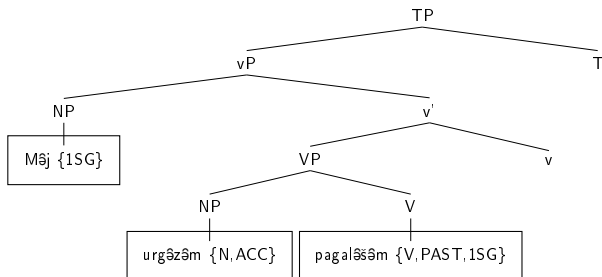 TP
vP T
NP v'
Mə̂j {1SG} VP v
NP V
urgə̂zə̂m {N,ACC} pagalə̂šə̂m {V,PAST,1SG}